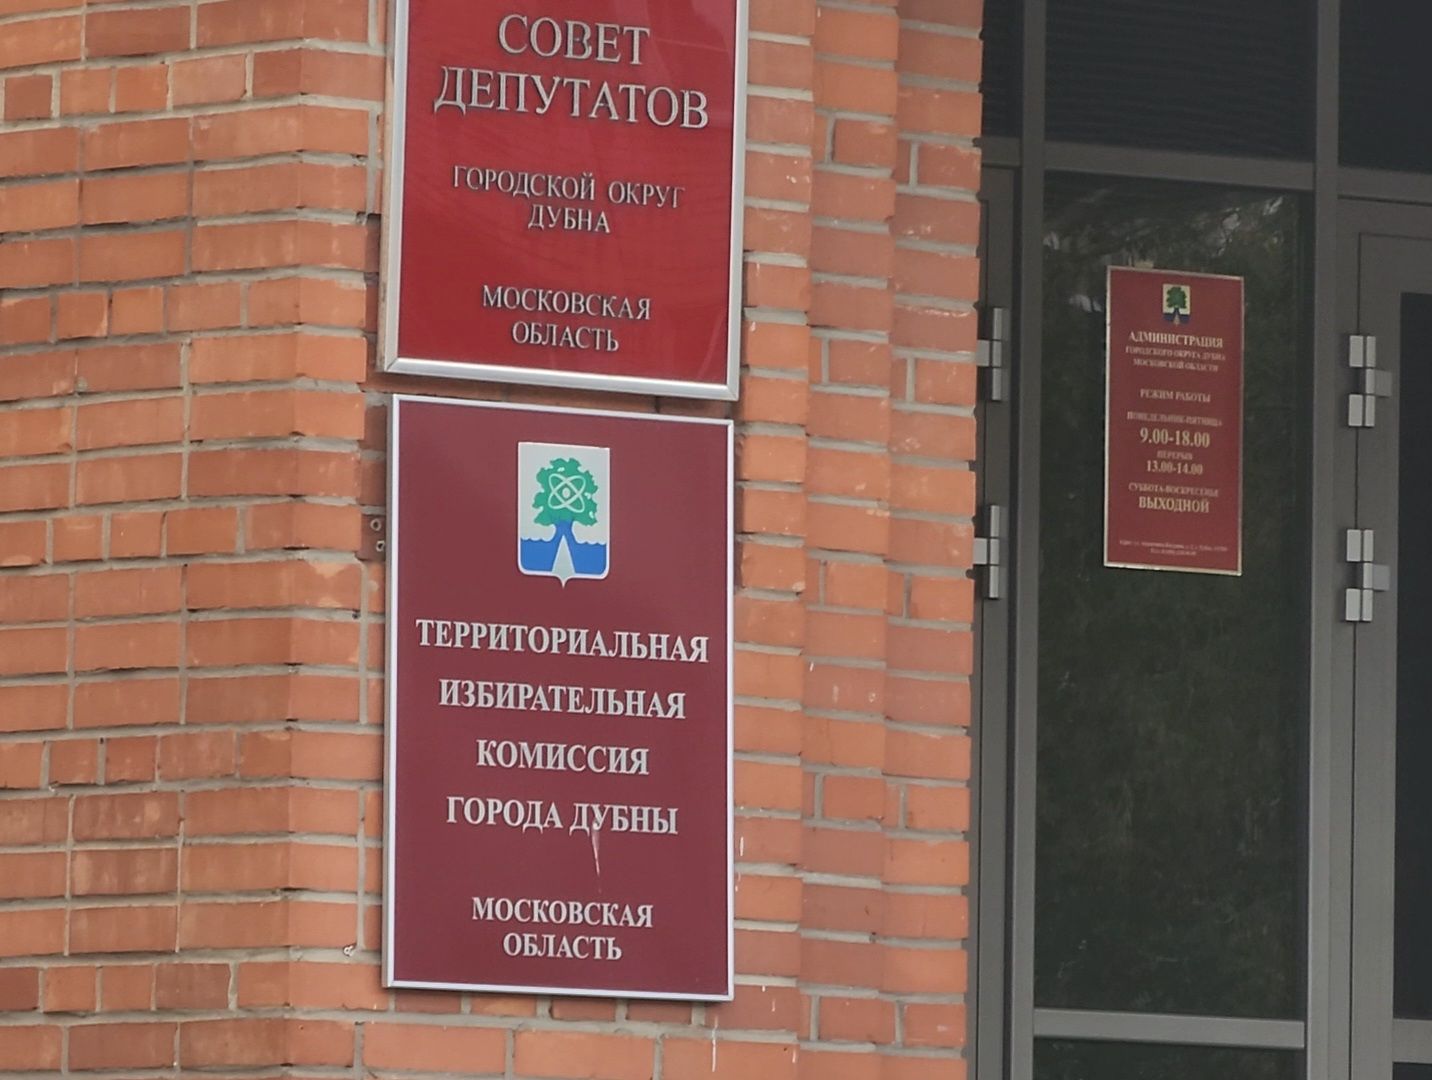 СОВЕТ
ДЕПУТАТОВ
ГОРОДСКОЙ ОКРУГ
ДУБНА
МОСКОВСКАЯ
ОБЛАСТЬ
ТЕРРИТОРИАЛЬНАЯ
ИЗБИРАТЕЛЬНАЯ
КОМИССИЯ
ГОРОДА ДУБНЫ
МОСКОВСКАЯ
ОБЛАСТЬ
АДМИНИСТРАЦИЯ
ГОРОДСКОГО ОКРУГА ДУБНА
МОСКОВСКОЙ ОБЛАСТИ
РЕЖИМ РАБОТЫ
ПОНЕДЕЛЬНИК-ПЯТНИЦА
9.00-18.00
ПЕРЕРЫВ
13.00-14.00
СУББОТА-ВОСКРЕСЕНЬЕ
ВЫХОДНОЙ